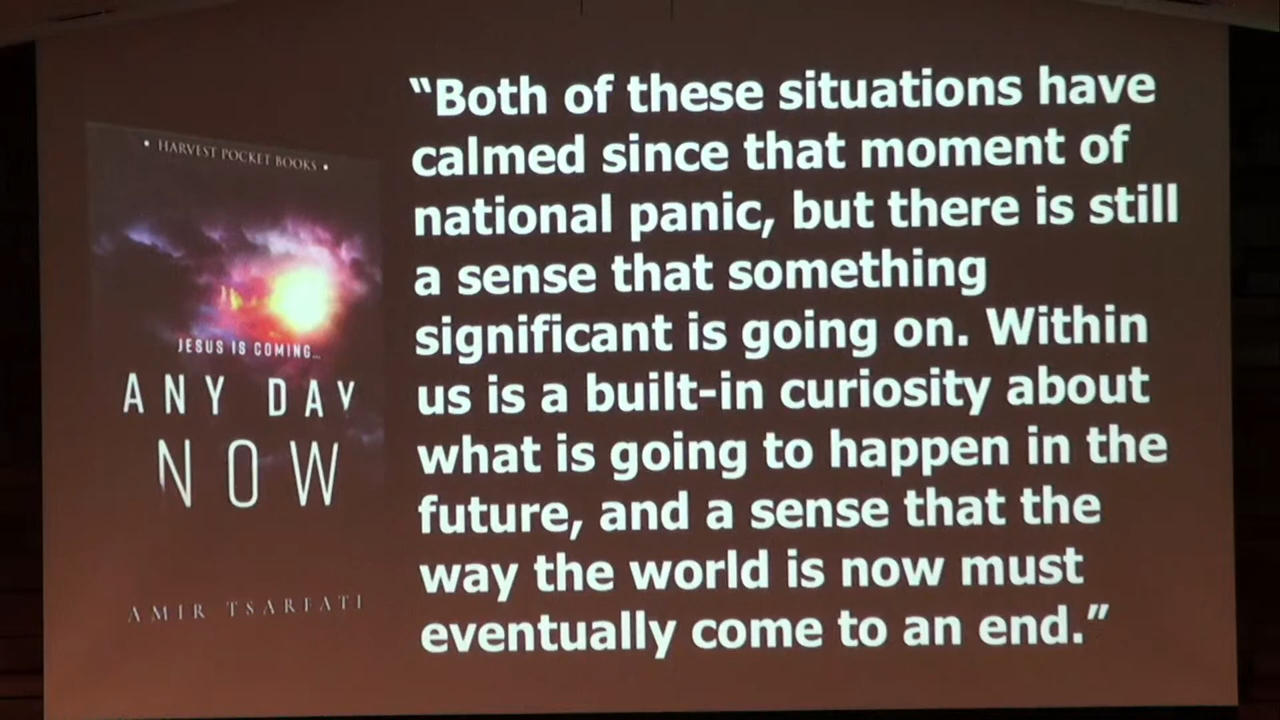 • HARVEST POCKET BOOKS •
JESUS IS COMING...
ANY DAY
NOW
AMIR TSARFATI
“Both of these situations have
calmed since that moment of
national panic, but there is still
a sense that something
significant is going on. Within
us is a built-in curiosity about
what is going to happen in the
future, and a sense that the
way the world is now must
eventually come to an end.”